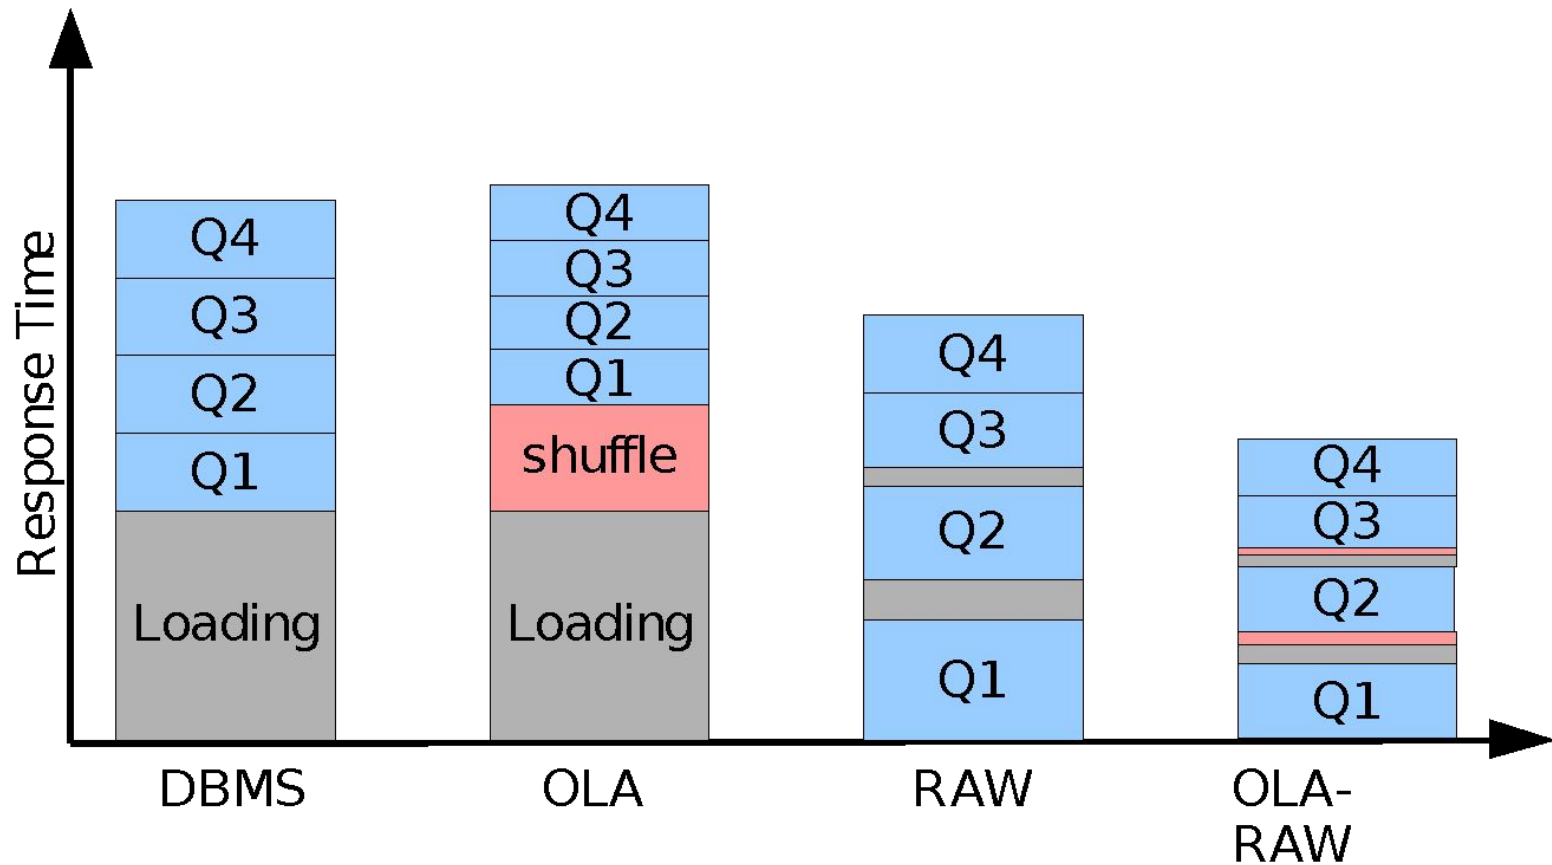 Response Time
Q4
Q3
Q2
Q1
Loading
Q4
Q3
Q2
Q1
shuffle
Loading
Q4
Q3
Q2
Q1
Q4
Q3
Q2
Q1
DBMS
OLA
RAW
OLA-
RAW